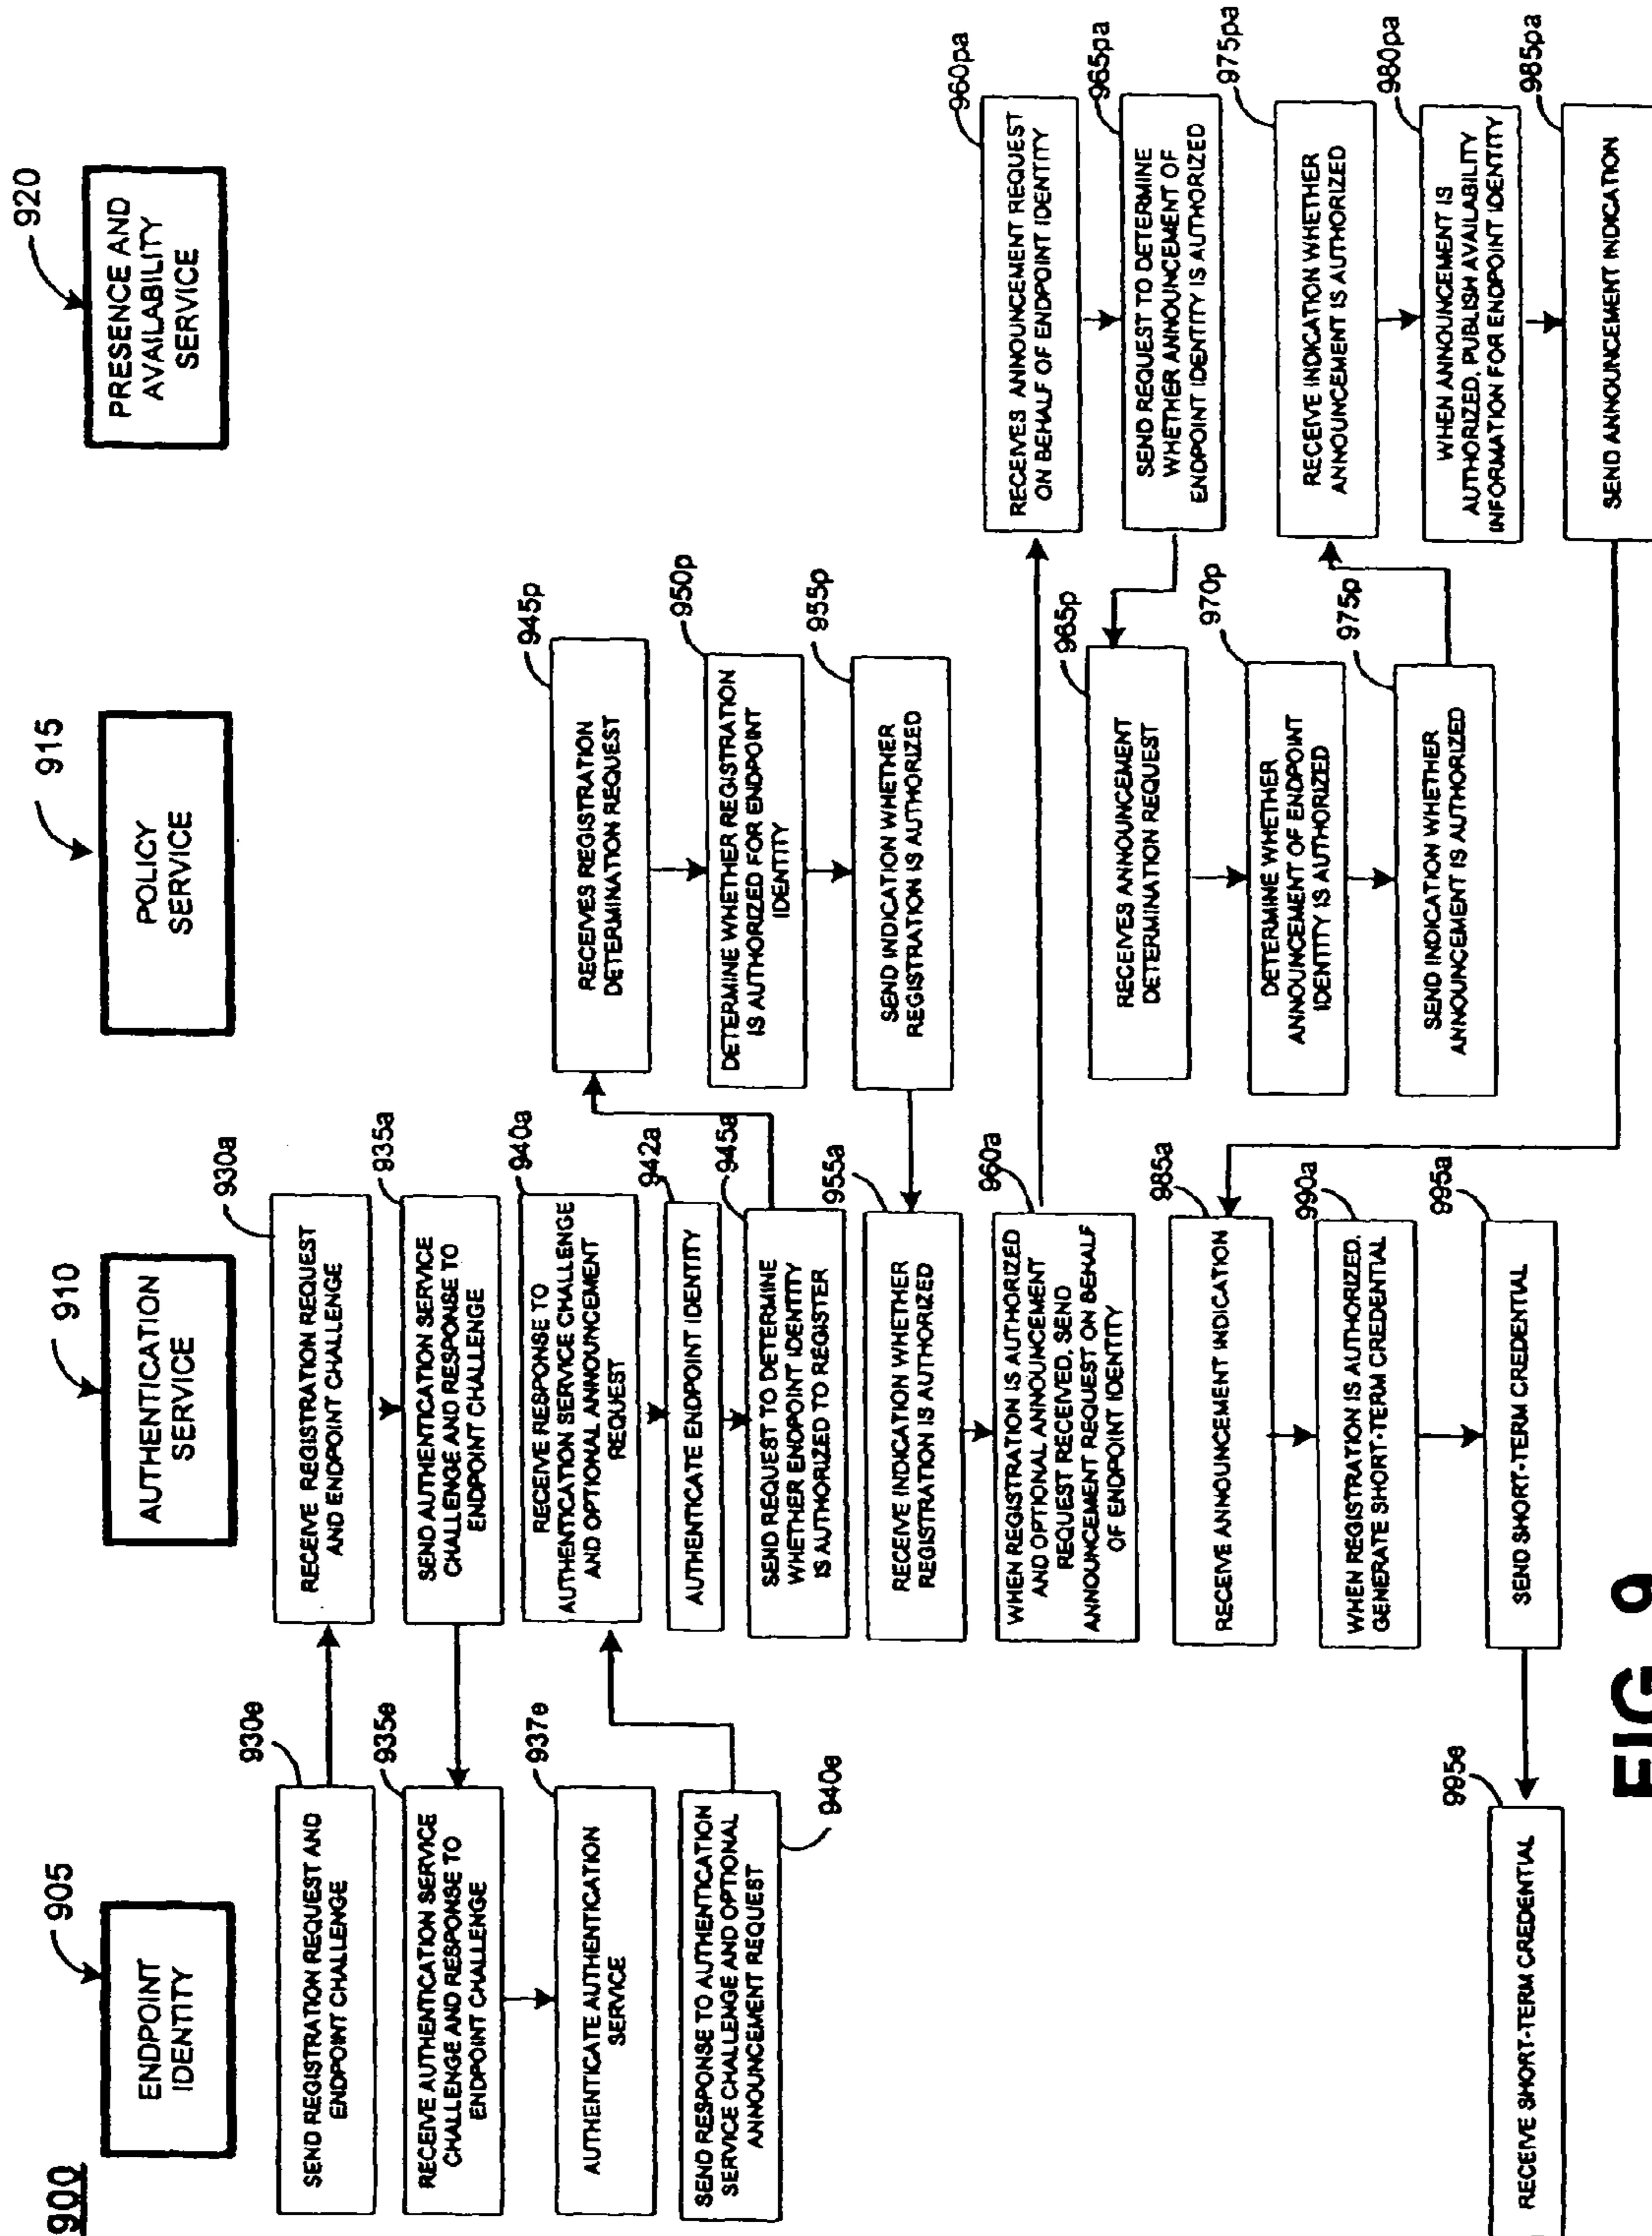 900
905
ENDPOINT
IDENTITY
910
AUTHENTICATION
SERVICE
915
POLICY
SERVICE
920
PRESENCE AND
AVAILABILITY
SERVICE
930e
SEND REGISTRATION REQUEST AND
ENDPOINT CHALLENGE
930a
RECEIVE REGISTRATION REQUEST
AND ENDPOINT CHALLENGE
935e
RECEIVE AUTHENTICATION SERVICE
CHALLENGE AND RESPONSE TO
ENDPOINT CHALLENGE
935a
SEND AUTHENTICATION SERVICE
CHALLENGE AND RESPONSE TO
ENDPOINT CHALLENGE
937e
AUTHENTICATE AUTHENTICATION
SERVICE
940e
SEND RESPONSE TO AUTHENTICATION
SERVICE CHALLENGE AND OPTIONAL
ANNOUNCEMENT REQUEST
940a
RECEIVE RESPONSE TO
AUTHENTICATION SERVICE CHALLENGE
AND OPTIONAL ANNOUNCEMENT
REQUEST
942a
AUTHENTICATE ENDPOINT IDENTITY
945a
SEND REQUEST TO DETERMINE
WHETHER ENDPOINT IDENTITY
IS AUTHORIZED TO REGISTER
945p
RECEIVES REGISTRATION
DETERMINATION REQUEST
950p
DETERMINE WHETHER REGISTRATION
IS AUTHORIZED FOR ENDPOINT
IDENTITY
955p
SEND INDICATION WHETHER
REGISTRATION IS AUTHORIZED
955a
RECEIVE INDICATION WHETHER
REGISTRATION IS AUTHORIZED
960a
WHEN REGISTRATION IS AUTHORIZED
AND OPTIONAL ANNOUNCEMENT
REQUEST RECEIVED, SEND
ANNOUNCEMENT REQUEST ON BEHALF
OF ENDPOINT IDENTITY
960pa
RECEIVES ANNOUNCEMENT REQUEST
ON BEHALF OF ENDPOINT IDENTITY
965pa
SEND REQUEST TO DETERMINE
WHETHER ANNOUNCEMENT OF
ENDPOINT IDENTITY IS AUTHORIZED
965p
RECEIVES ANNOUNCEMENT
DETERMINATION REQUEST
970p
DETERMINE WHETHER
ANNOUNCEMENT OF ENDPOINT
IDENTITY IS AUTHORIZED
975p
SEND INDICATION WHETHER
ANNOUNCEMENT IS AUTHORIZED
975pa
RECEIVE INDICATION WHETHER
ANNOUNCEMENT IS AUTHORIZED
980pa
WHEN ANNOUNCEMENT IS
AUTHORIZED, PUBLISH AVAILABILITY
INFORMATION FOR ENDPOINT IDENTITY
985pa
SEND ANNOUNCEMENT INDICATION
985a
RECEIVE ANNOUNCEMENT INDICATION
990a
WHEN REGISTRATION IS AUTHORIZED,
GENERATE SHORT-TERM CREDENTIAL
995a
SEND SHORT-TERM CREDENTIAL
995e
RECEIVE SHORT-TERM CREDENTIAL
FIG. 9